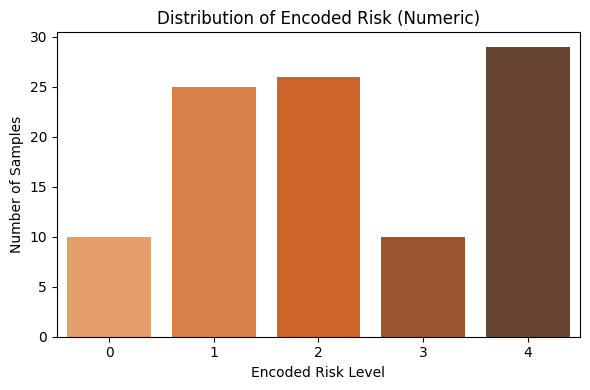 Distribution of Encoded Risk (Numeric)
30
25
20
15
10
5
0
Number of Samples
0 1 2 3 4
Encoded Risk Level